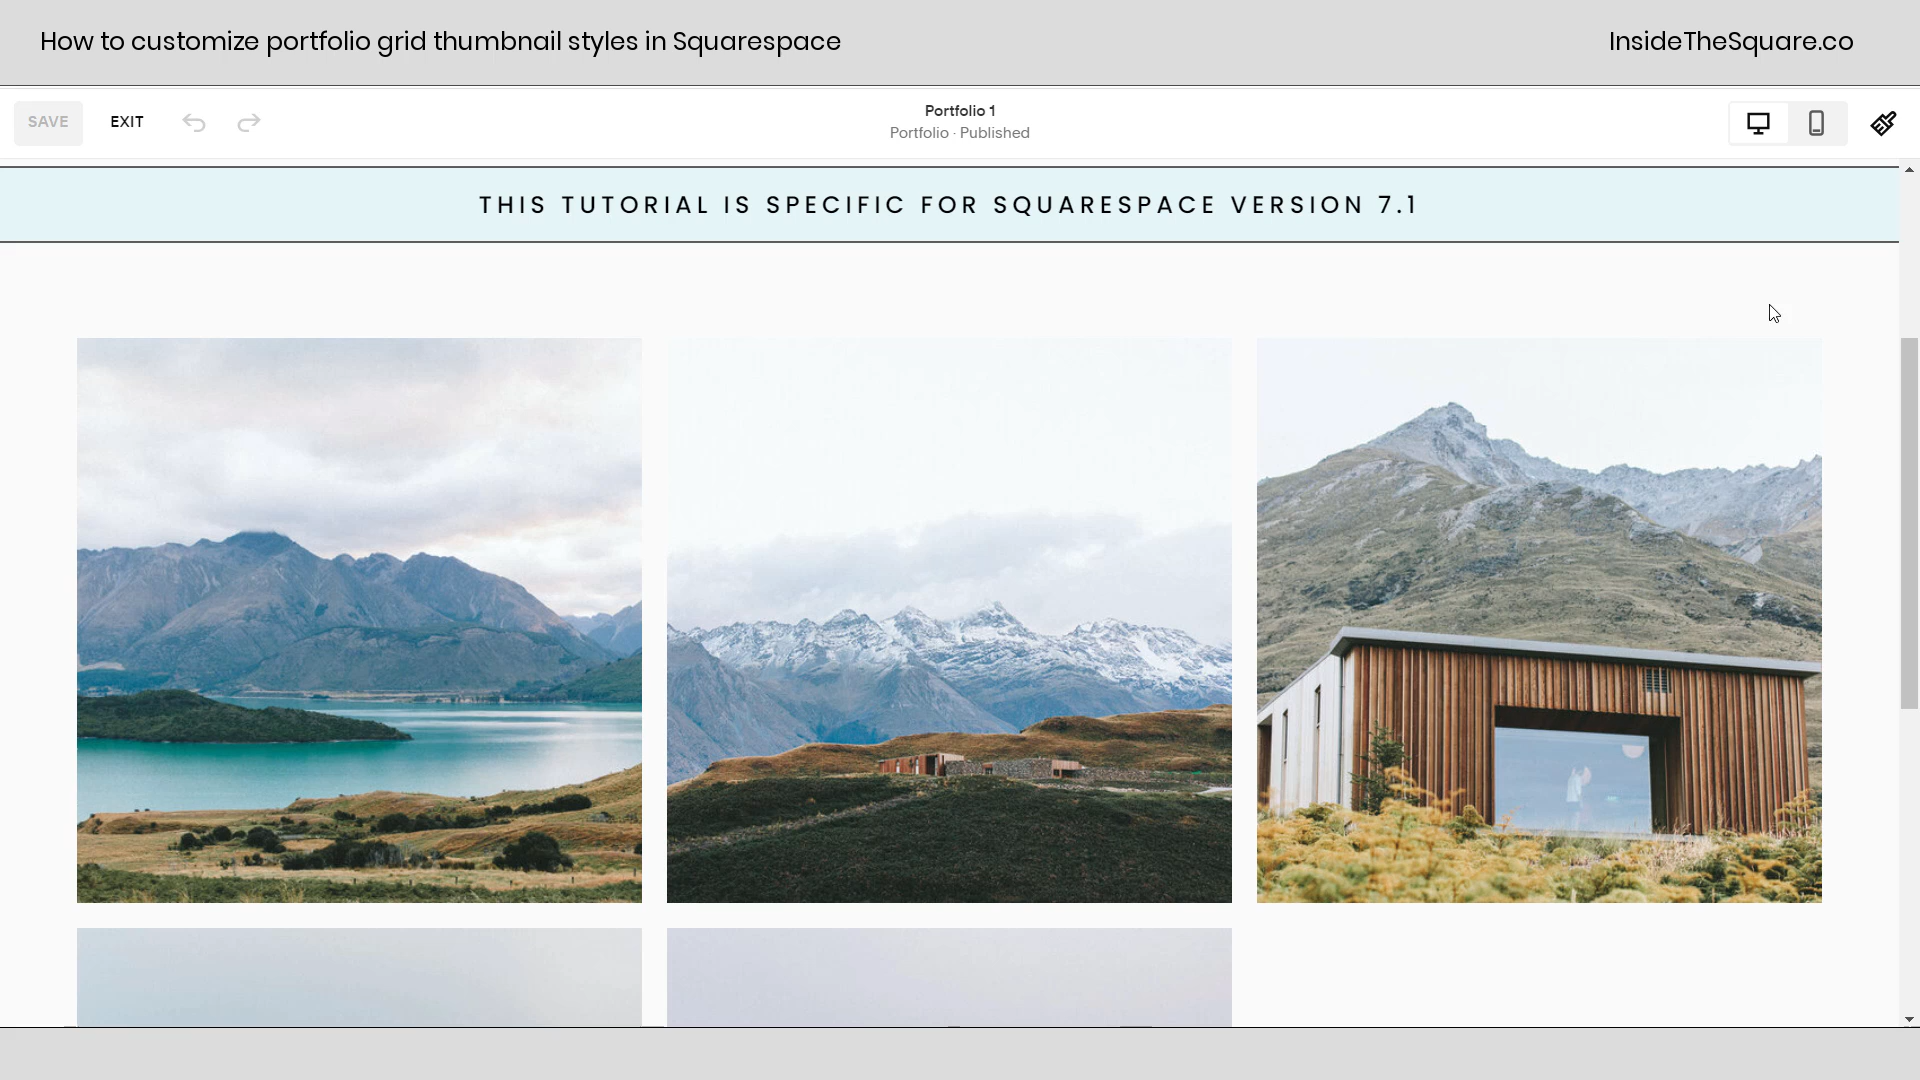 How to customize portfolio grid thumbnail styles in Squarespace
InsideTheSquare.co
SAVE
EXIT
Portfolio 1
Portfolio · Published
THIS TUTORIAL IS SPECIFIC FOR SQUARESPACE VERSION 7.1